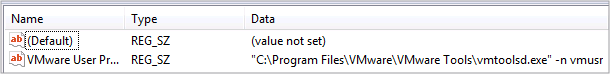 Name Type Data
(Default) REG_SZ (value not set)
VMware User Pr... REG_SZ "C:\Program Files\VMware\VMware Tools\vmtoolsd.exe" -n vmusr